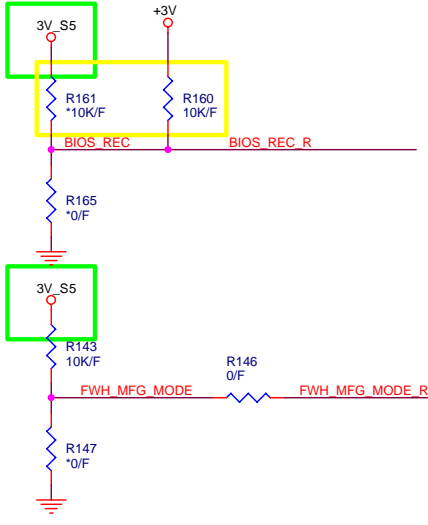 +3V
3V_S5
R161
*10K/F
R160
10K/F
BIOS_REC
BIOS_REC_R
R165
*0/F
3V_S5
R143
10K/F
R146
0/F
FWH_MFG_MODE
FWH_MFG_MODE_R
R147
*0/F